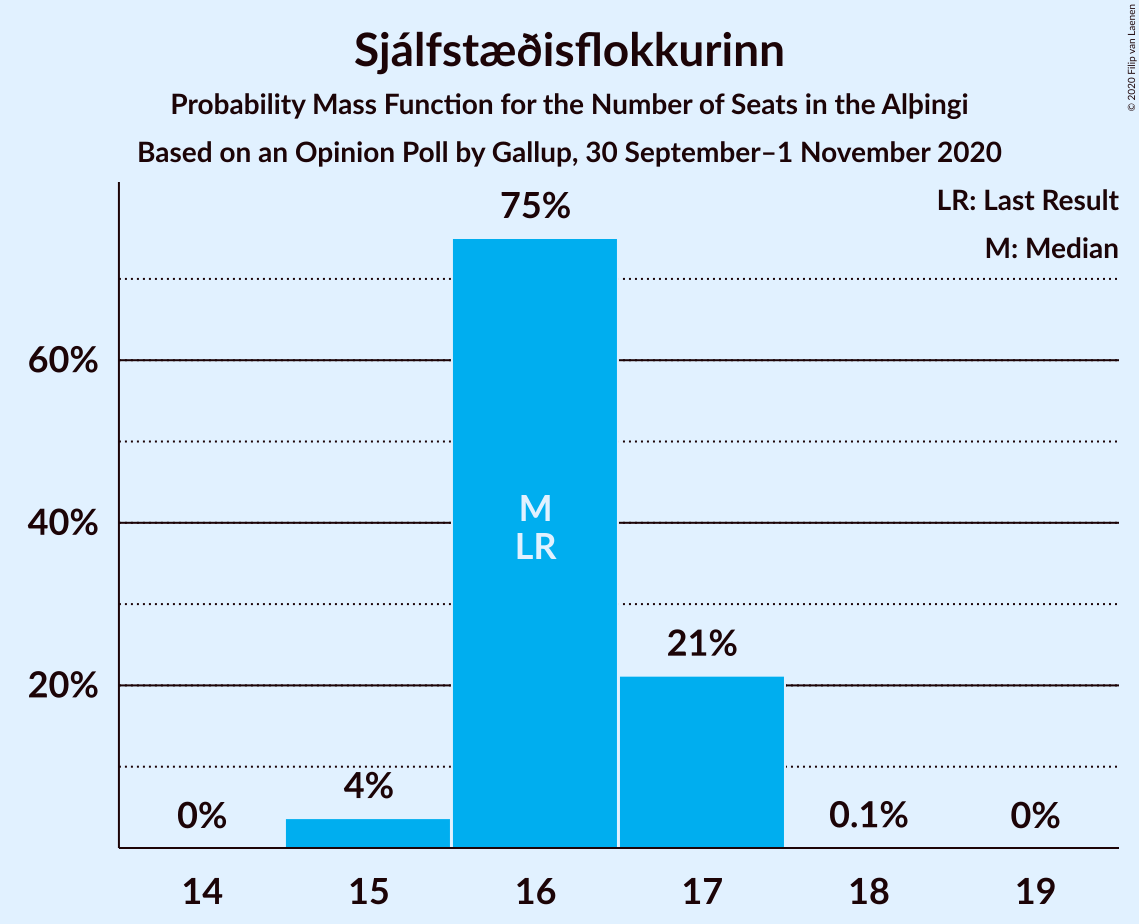 Sjálfstæðisflokkurinn
Probability Mass Function for the Number of Seats in the Alþingi
Based on an Opinion Poll by Gallup, 30 September–1 November 2020
© 2020 Filip van Laenen
LR: Last Result
M: Median
75%
60%
40%
20%
M
LR
21%
0%
4%
0.1%
0%
14
15
16
17
18
19